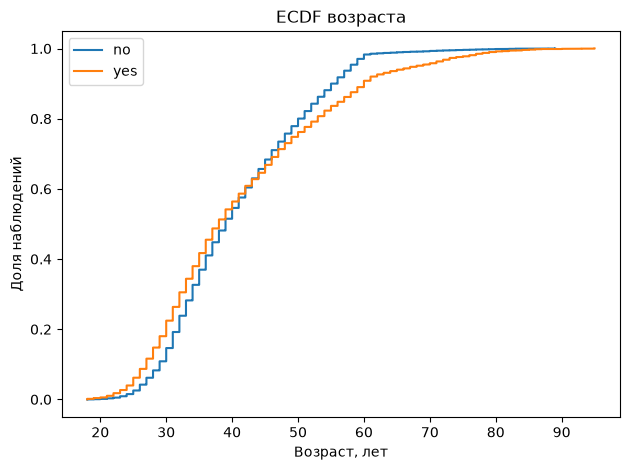 ECDF возраста
no
yes
Доля наблюдений
1.0
0.8
0.6
0.4
0.2
0.0
20 30 40 50 60 70 80 90
Возраст, лет